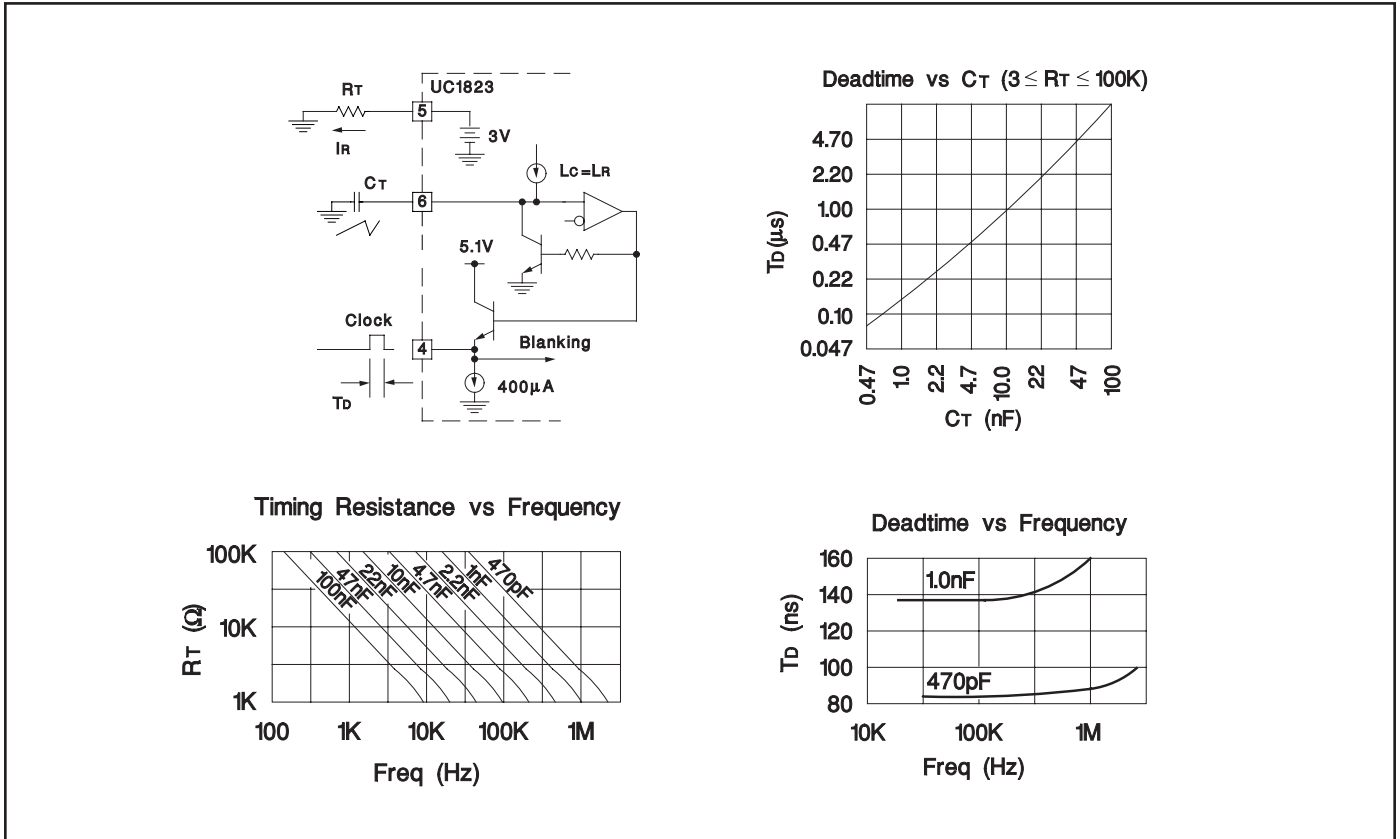 UC1823
RT
5
3V
IR
CT
6
LC=LR
5.1V
Clock
4
Blanking
400µA
TD
Deadtime vs CT (3 ≤ RT ≤ 100K)
TD (µs)
4.70
2.20
1.00
0.47
0.22
0.10
0.047
0.47 1.0 2.2 4.7 10.0 22 47 100
CT (nF)
Timing Resistance vs Frequency
RT (Ω)
100K
10K
1K
100nF 47nF 22nF 10nF 4.7nF 2.2nF 1nF 470pF
100 1K 10K 100K 1M
Freq (Hz)
Deadtime vs Frequency
TD (ns)
160
140
120
100
80
1.0nF
470pF
10K 100K 1M
Freq (Hz)